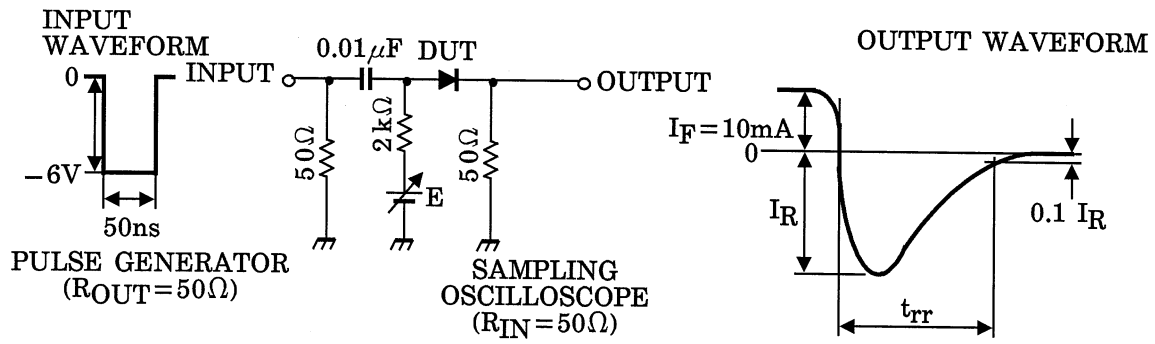 INPUT
WAVEFORM
0
−6V
50ns
PULSE GENERATOR
(ROUT=50Ω)
INPUT
0.01μF
DUT
OUTPUT
50Ω
2kΩ
E
50Ω
SAMPLING
OSCILLOSCOPE
(RIN=50Ω)
OUTPUT WAVEFORM
IF=10mA
0
IR
0.1 IR
trr